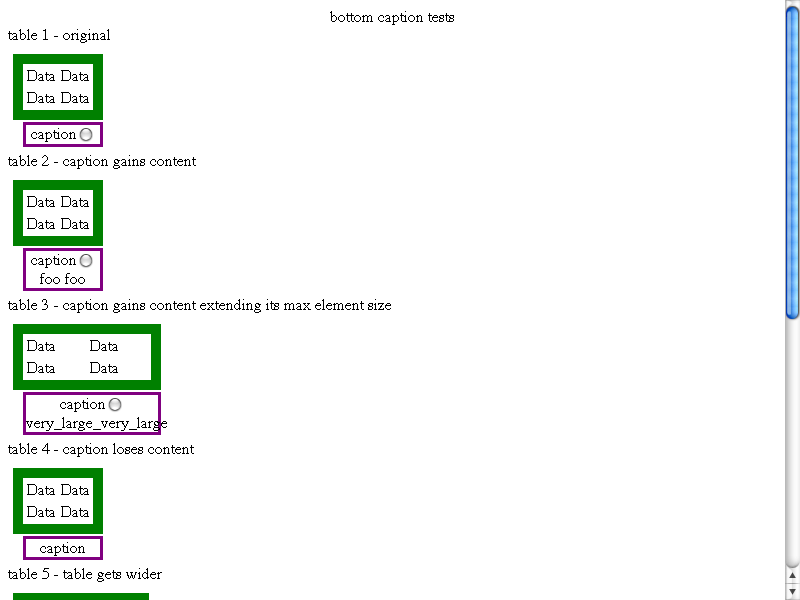 bottom caption tests
table 1 - original
Data Data
Data Data
caption
table 2 - caption gains content
Data Data
Data Data
caption
foo foo
table 3 - caption gains content extending its max element size
Data Data
Data Data
caption
very_large_very_large
table 4 - caption loses content
Data Data
Data Data
caption
table 5 - table gets wider